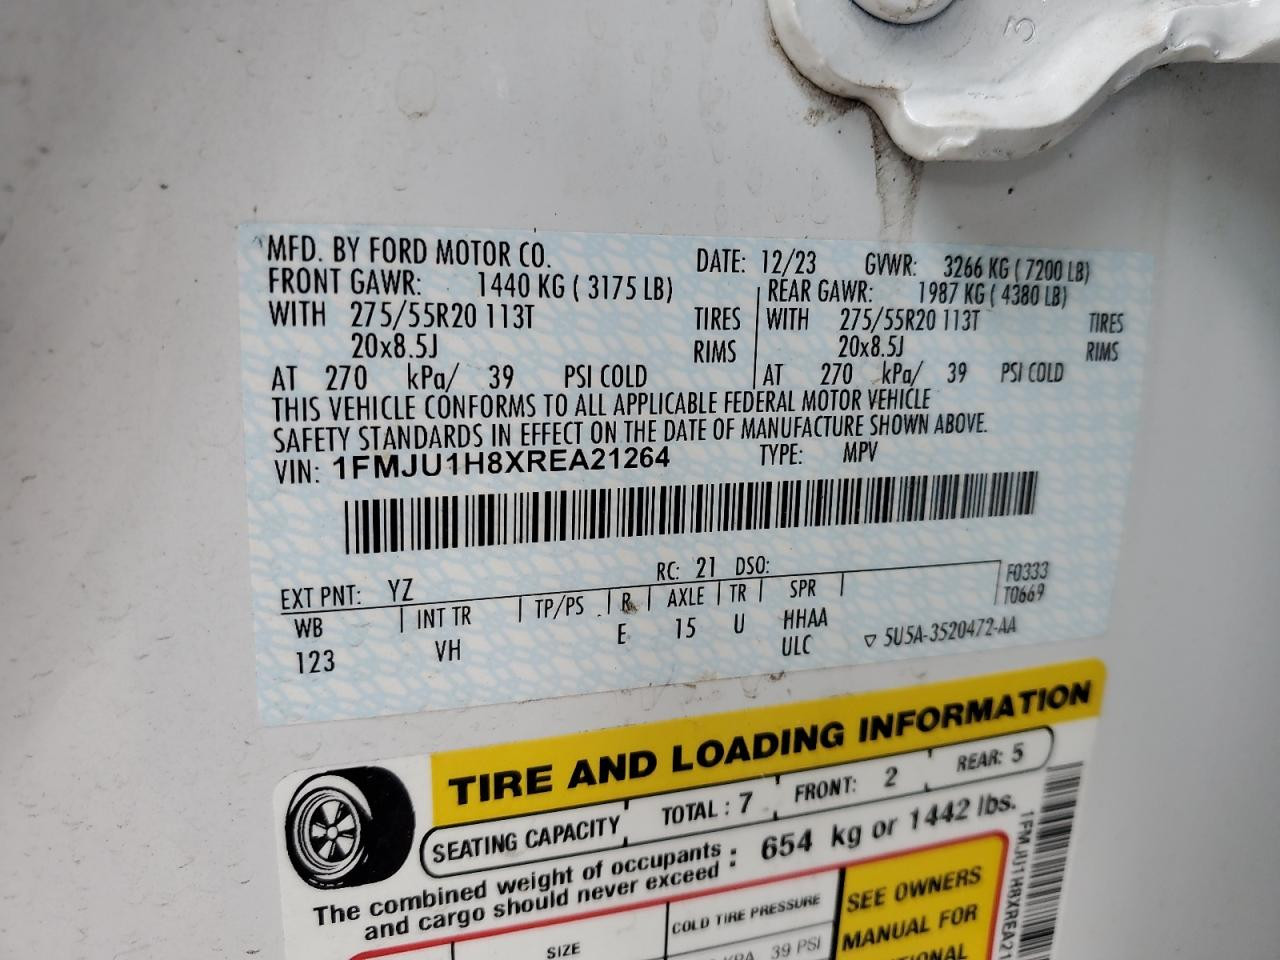 3
MFD. BY FORD MOTOR CO. DATE: 12/23 GVWR: 3266 KG ( 7200 LB)
FRONT GAWR: 1440 KG ( 3175 LB) REAR GAWR: 1987 KG ( 4380 LB)
WITH 275/55R20 113T TIRES WITH 275/55R20 113T TIRES
20x8.5J RIMS 20x8.5J RIMS
AT 270 kPa/ 39 PSI COLD AT 270 kPa/ 39 PSI COLD
THIS VEHICLE CONFORMS TO ALL APPLICABLE FEDERAL MOTOR VEHICLE
SAFETY STANDARDS IN EFFECT ON THE DATE OF MANUFACTURE SHOWN ABOVE.
VIN: 1FMJU1H8XREA21264 TYPE: MPV
EXT PNT: YZ RC: 21 DSO: F0333
WB INT TR TP/PS R AXLE TR SPR T0669
123 VH E 15 U HHAA
ULC ▽ 5U5A-3520472-AA
TIRE AND LOADING INFORMATION
SEATING CAPACITY TOTAL : 7 FRONT: 2 REAR: 5
The combined weight of occupants : 654 kg or 1442 lbs.
and cargo should never exceed
SIZE COLD TIRE PRESSURE SEE OWNERS
39 PSI MANUAL FOR
1FMJU1H8XREA21